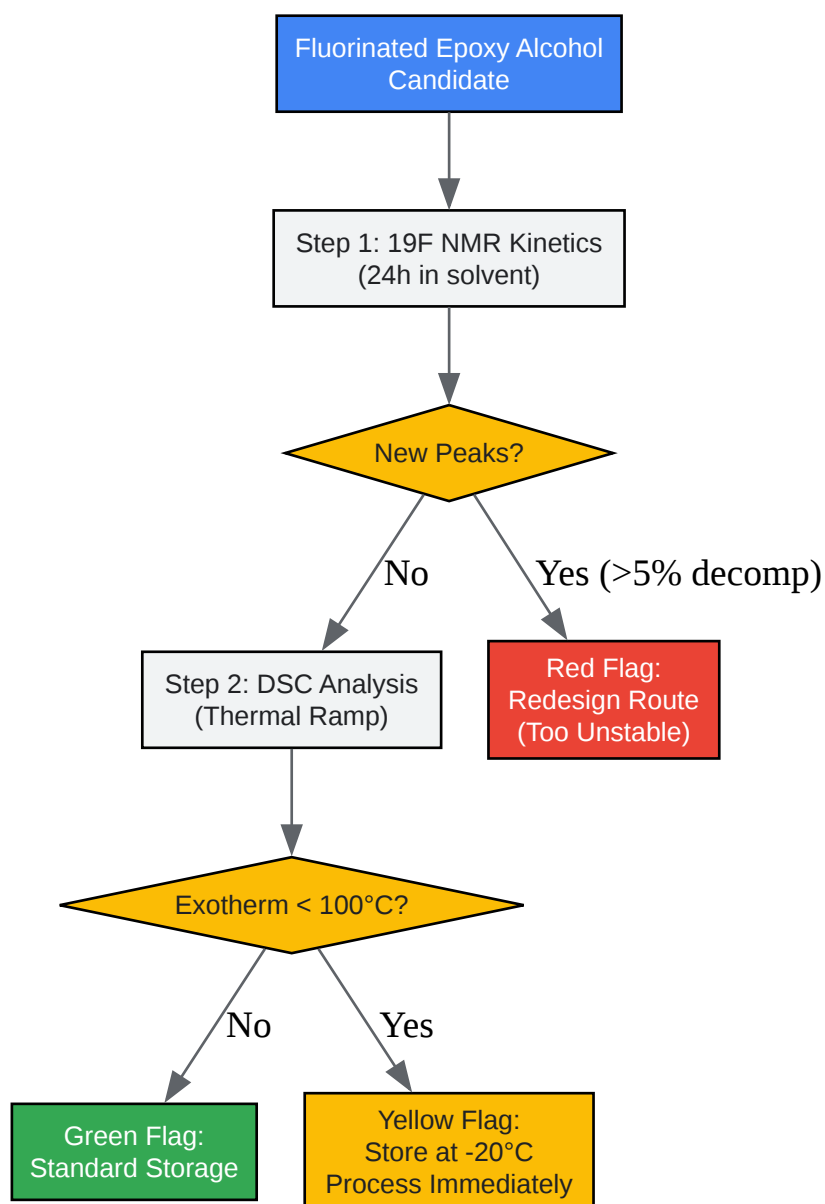 Fluorinated Epoxy Alcohol
Candidate
Step 1: 19F NMR Kinetics
(24h in solvent)
New Peaks?
No
Yes (>5% decomp)
Step 2: DSC Analysis
(Thermal Ramp)
Red Flag:
Redesign Route
(Too Unstable)
Exotherm < 100°C?
No
Yes
Green Flag:
Standard Storage
Yellow Flag:
Store at -20°C
Process Immediately